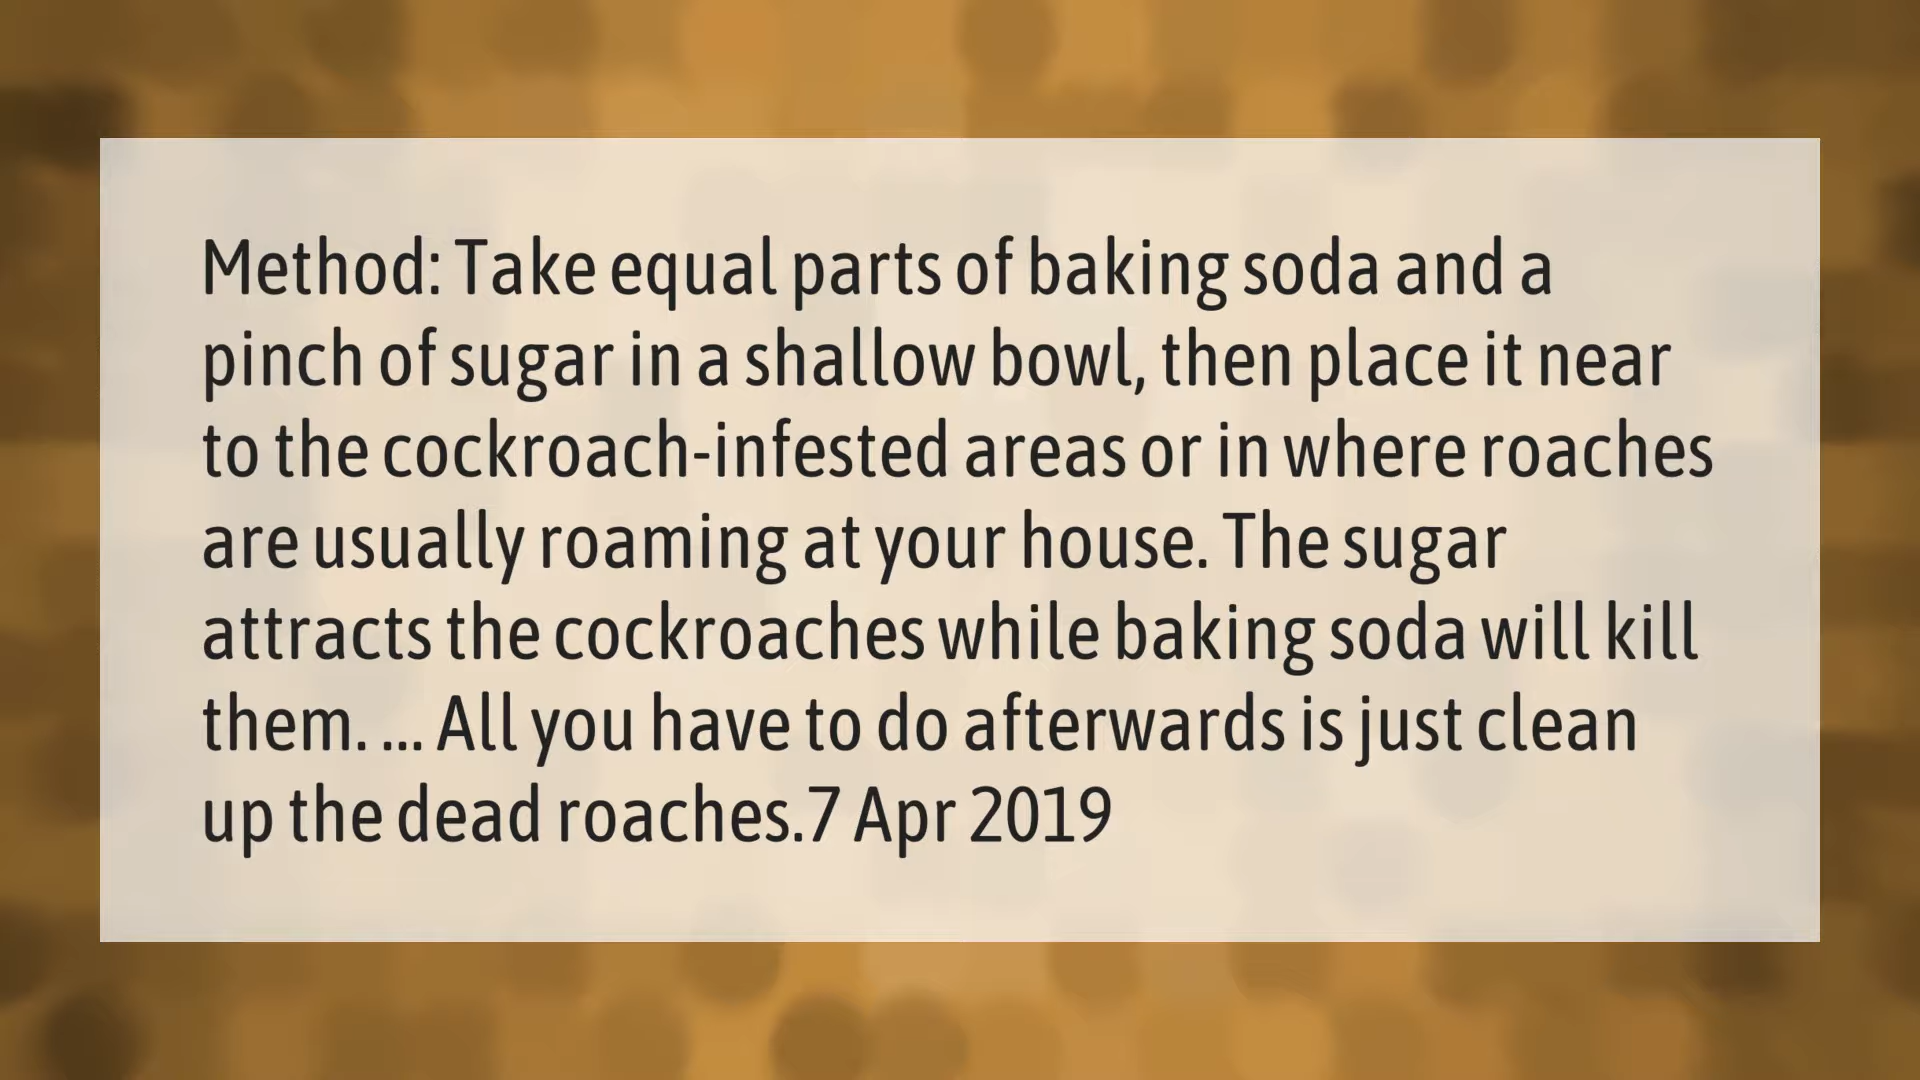 Method: Take equal parts of baking soda and a
pinch of sugar in a shallow bowl, then place it near
to the cockroach-infested areas or in where roaches
are usually roaming at your house. The sugar
attracts the cockroaches while baking soda will kill
them. ... All you have to do afterwards is just clean
up the dead roaches.7 Apr 2019